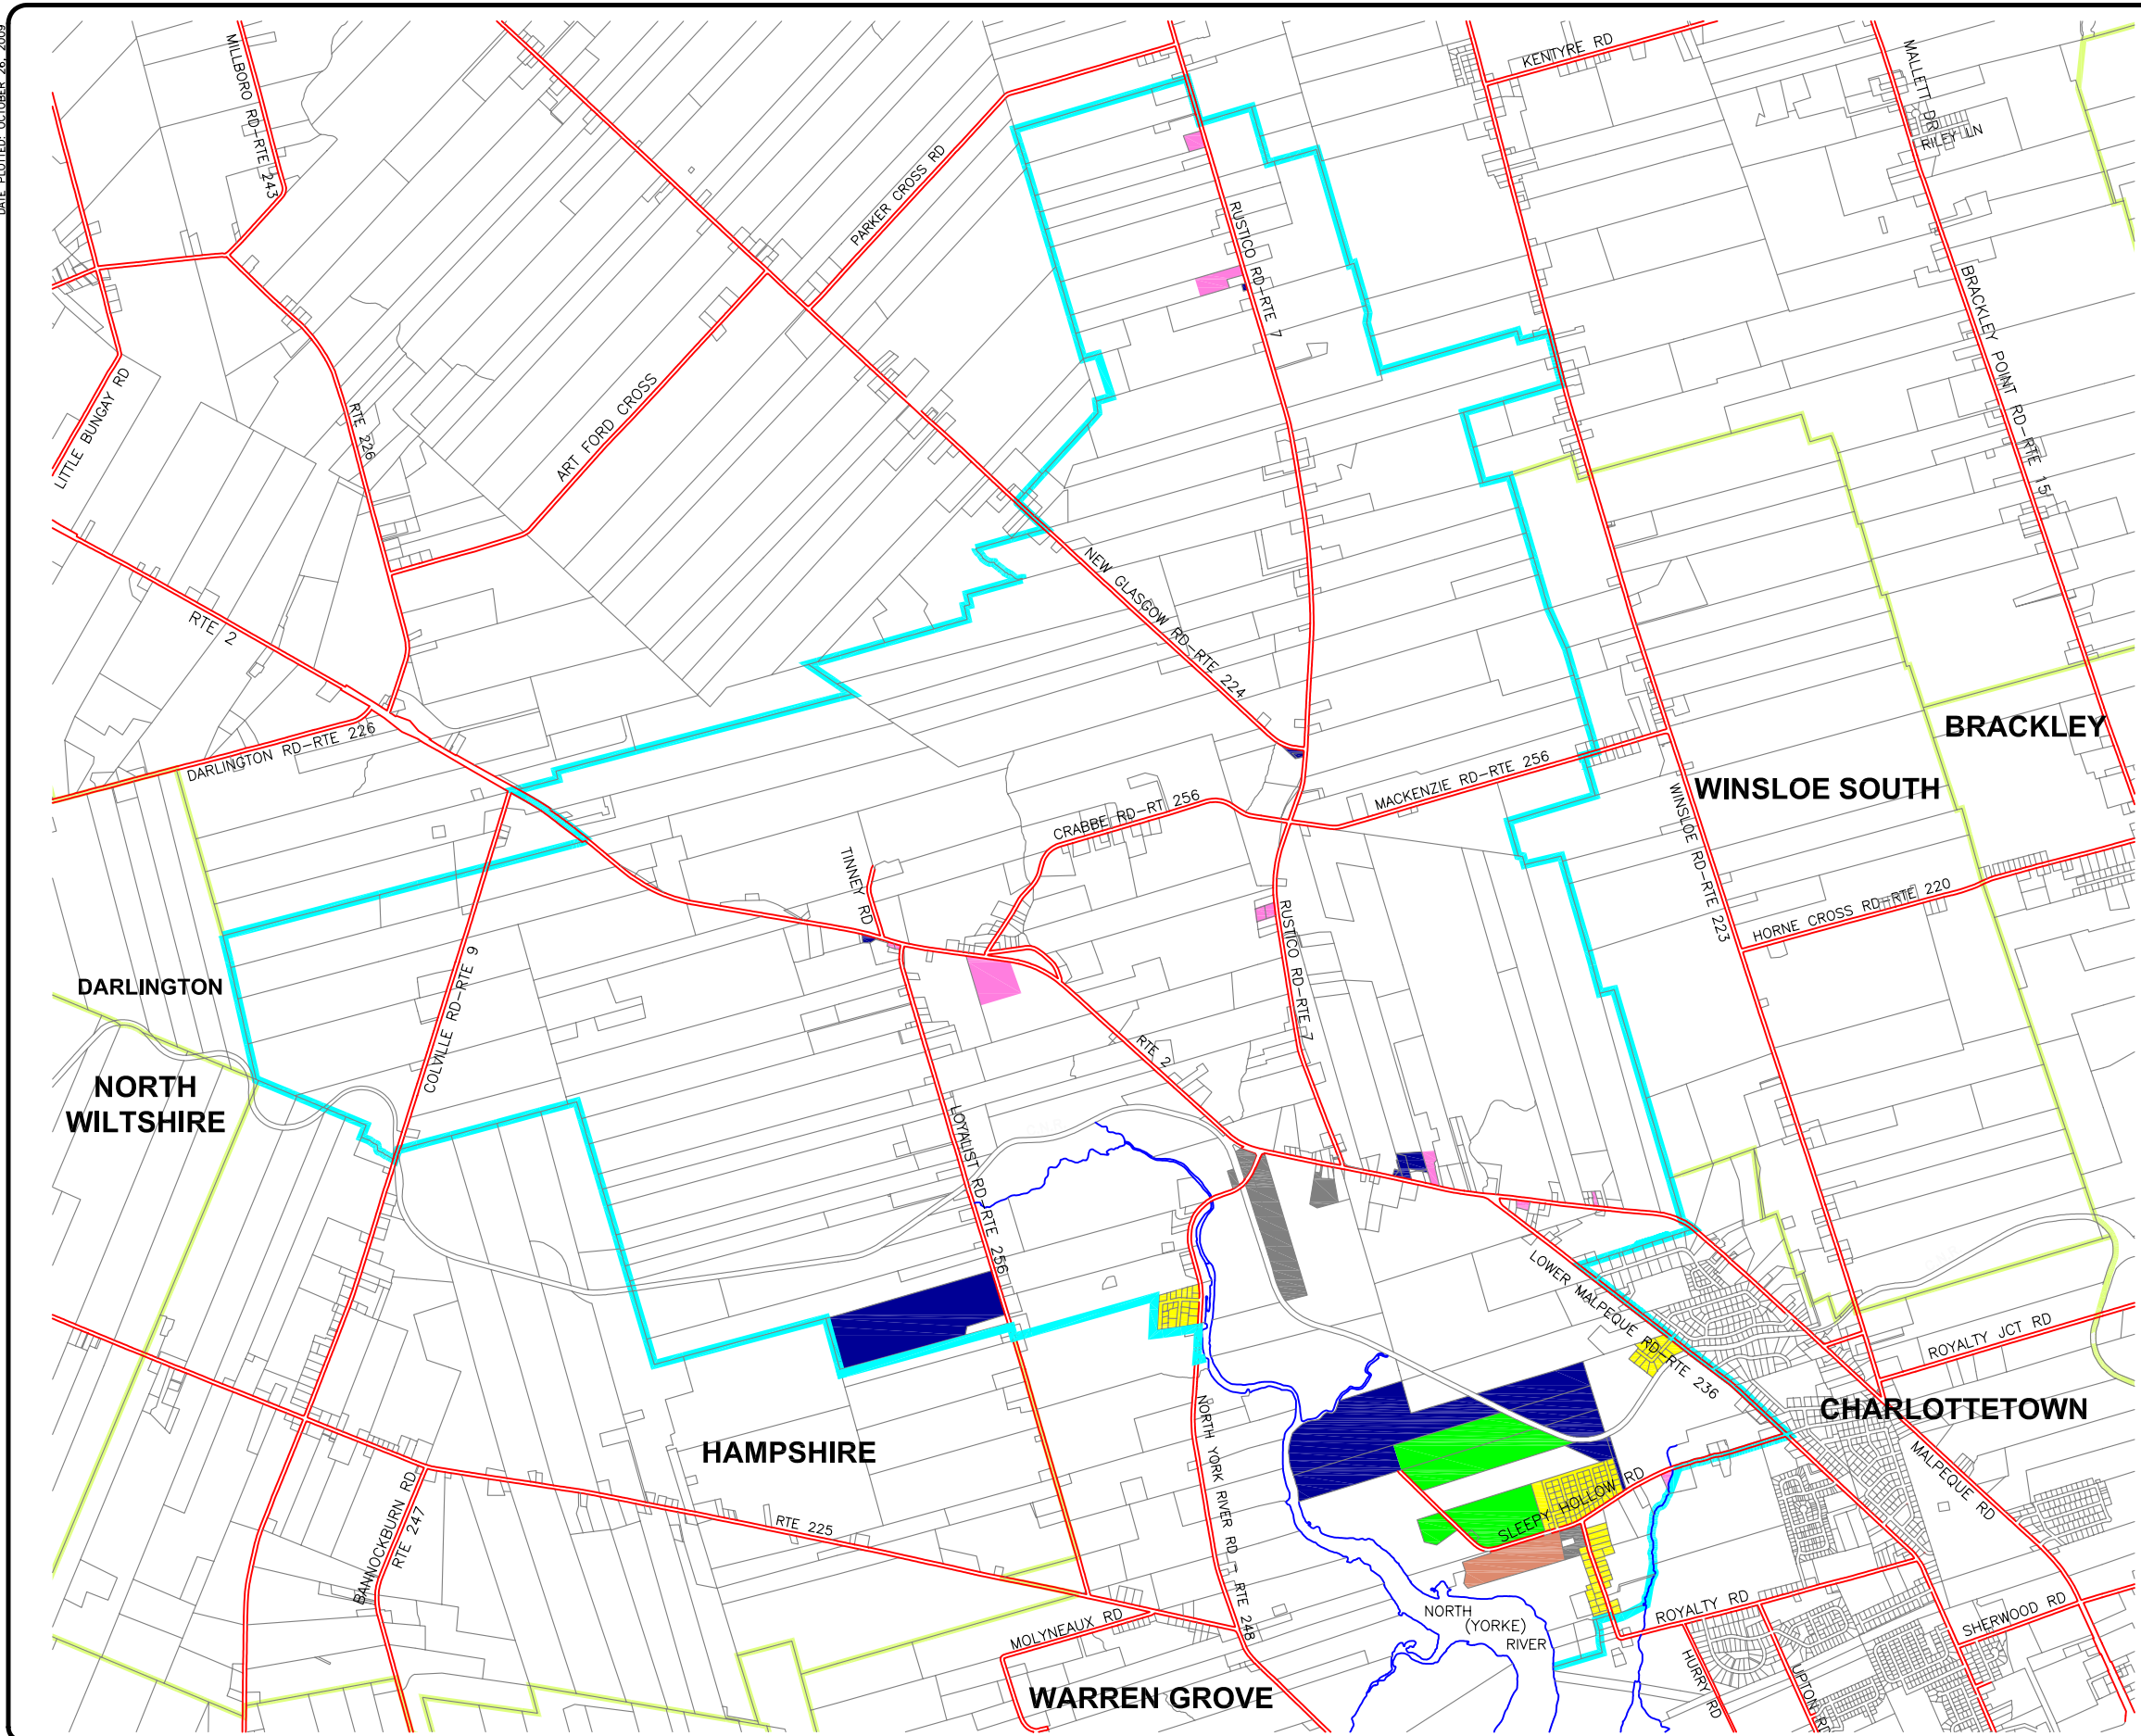 DATE PLOTTED: OCTOBER 26, 2009
MILLBORO RD-RTE 243
KENTYRE RD
MALLETT DR
RILEY LN
PARKER CROSS RD
RUSTICO RD-RTE 7
BRACKLEY POINT RD-RTE 15
LITTLE BUNGAY RD
RTE 226
ART FORD CROSS
NEW GLASGOW RD-RTE 224
RTE 2
DARLINGTON RD-RTE 226
BRACKLEY
MACKENZIE RD-RTE 256
WINSLOE SOUTH
CRABBE RD-RT 256
WINSLOE RD-RTE 223
TINNEY RD
HORNE CROSS RD-RTE 220
RUSTICO RD-RTE 7
COLVILLE RD-RTE 9
DARLINGTON
RTE 2
NORTH
WILTSHIRE
LOYALIST RD-RTE 256
LOWER MALPEQUE RD-RTE 236
ROYALTY JCT RD
CHARLOTTETOWN
HAMPSHIRE
NORTH YORK RIVER RD - RTE 248
MALPEQUE RD
SLEEPY HOLLOW RD
BANNOCKBURN RD
RTE 247
RTE 225
NORTH
(YORKE)
RIVER
ROYALTY RD
SHERWOOD RD
MOLYNEAUX RD
HURRY RD
UPTON RD
WARREN GROVE